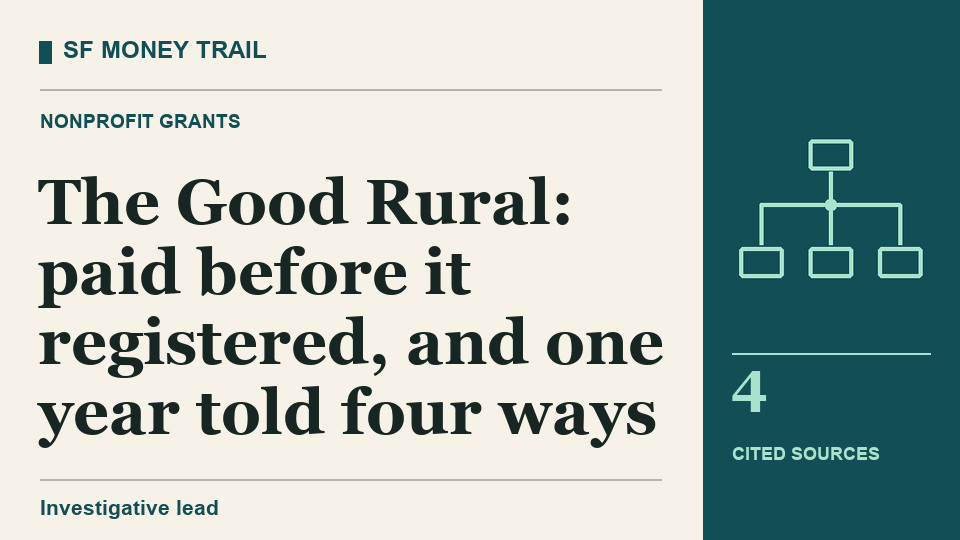 SF MONEY TRAIL
NONPROFIT GRANTS
The Good Rural:
paid before it
registered, and one
year told four ways
Investigative lead
4
CITED SOURCES